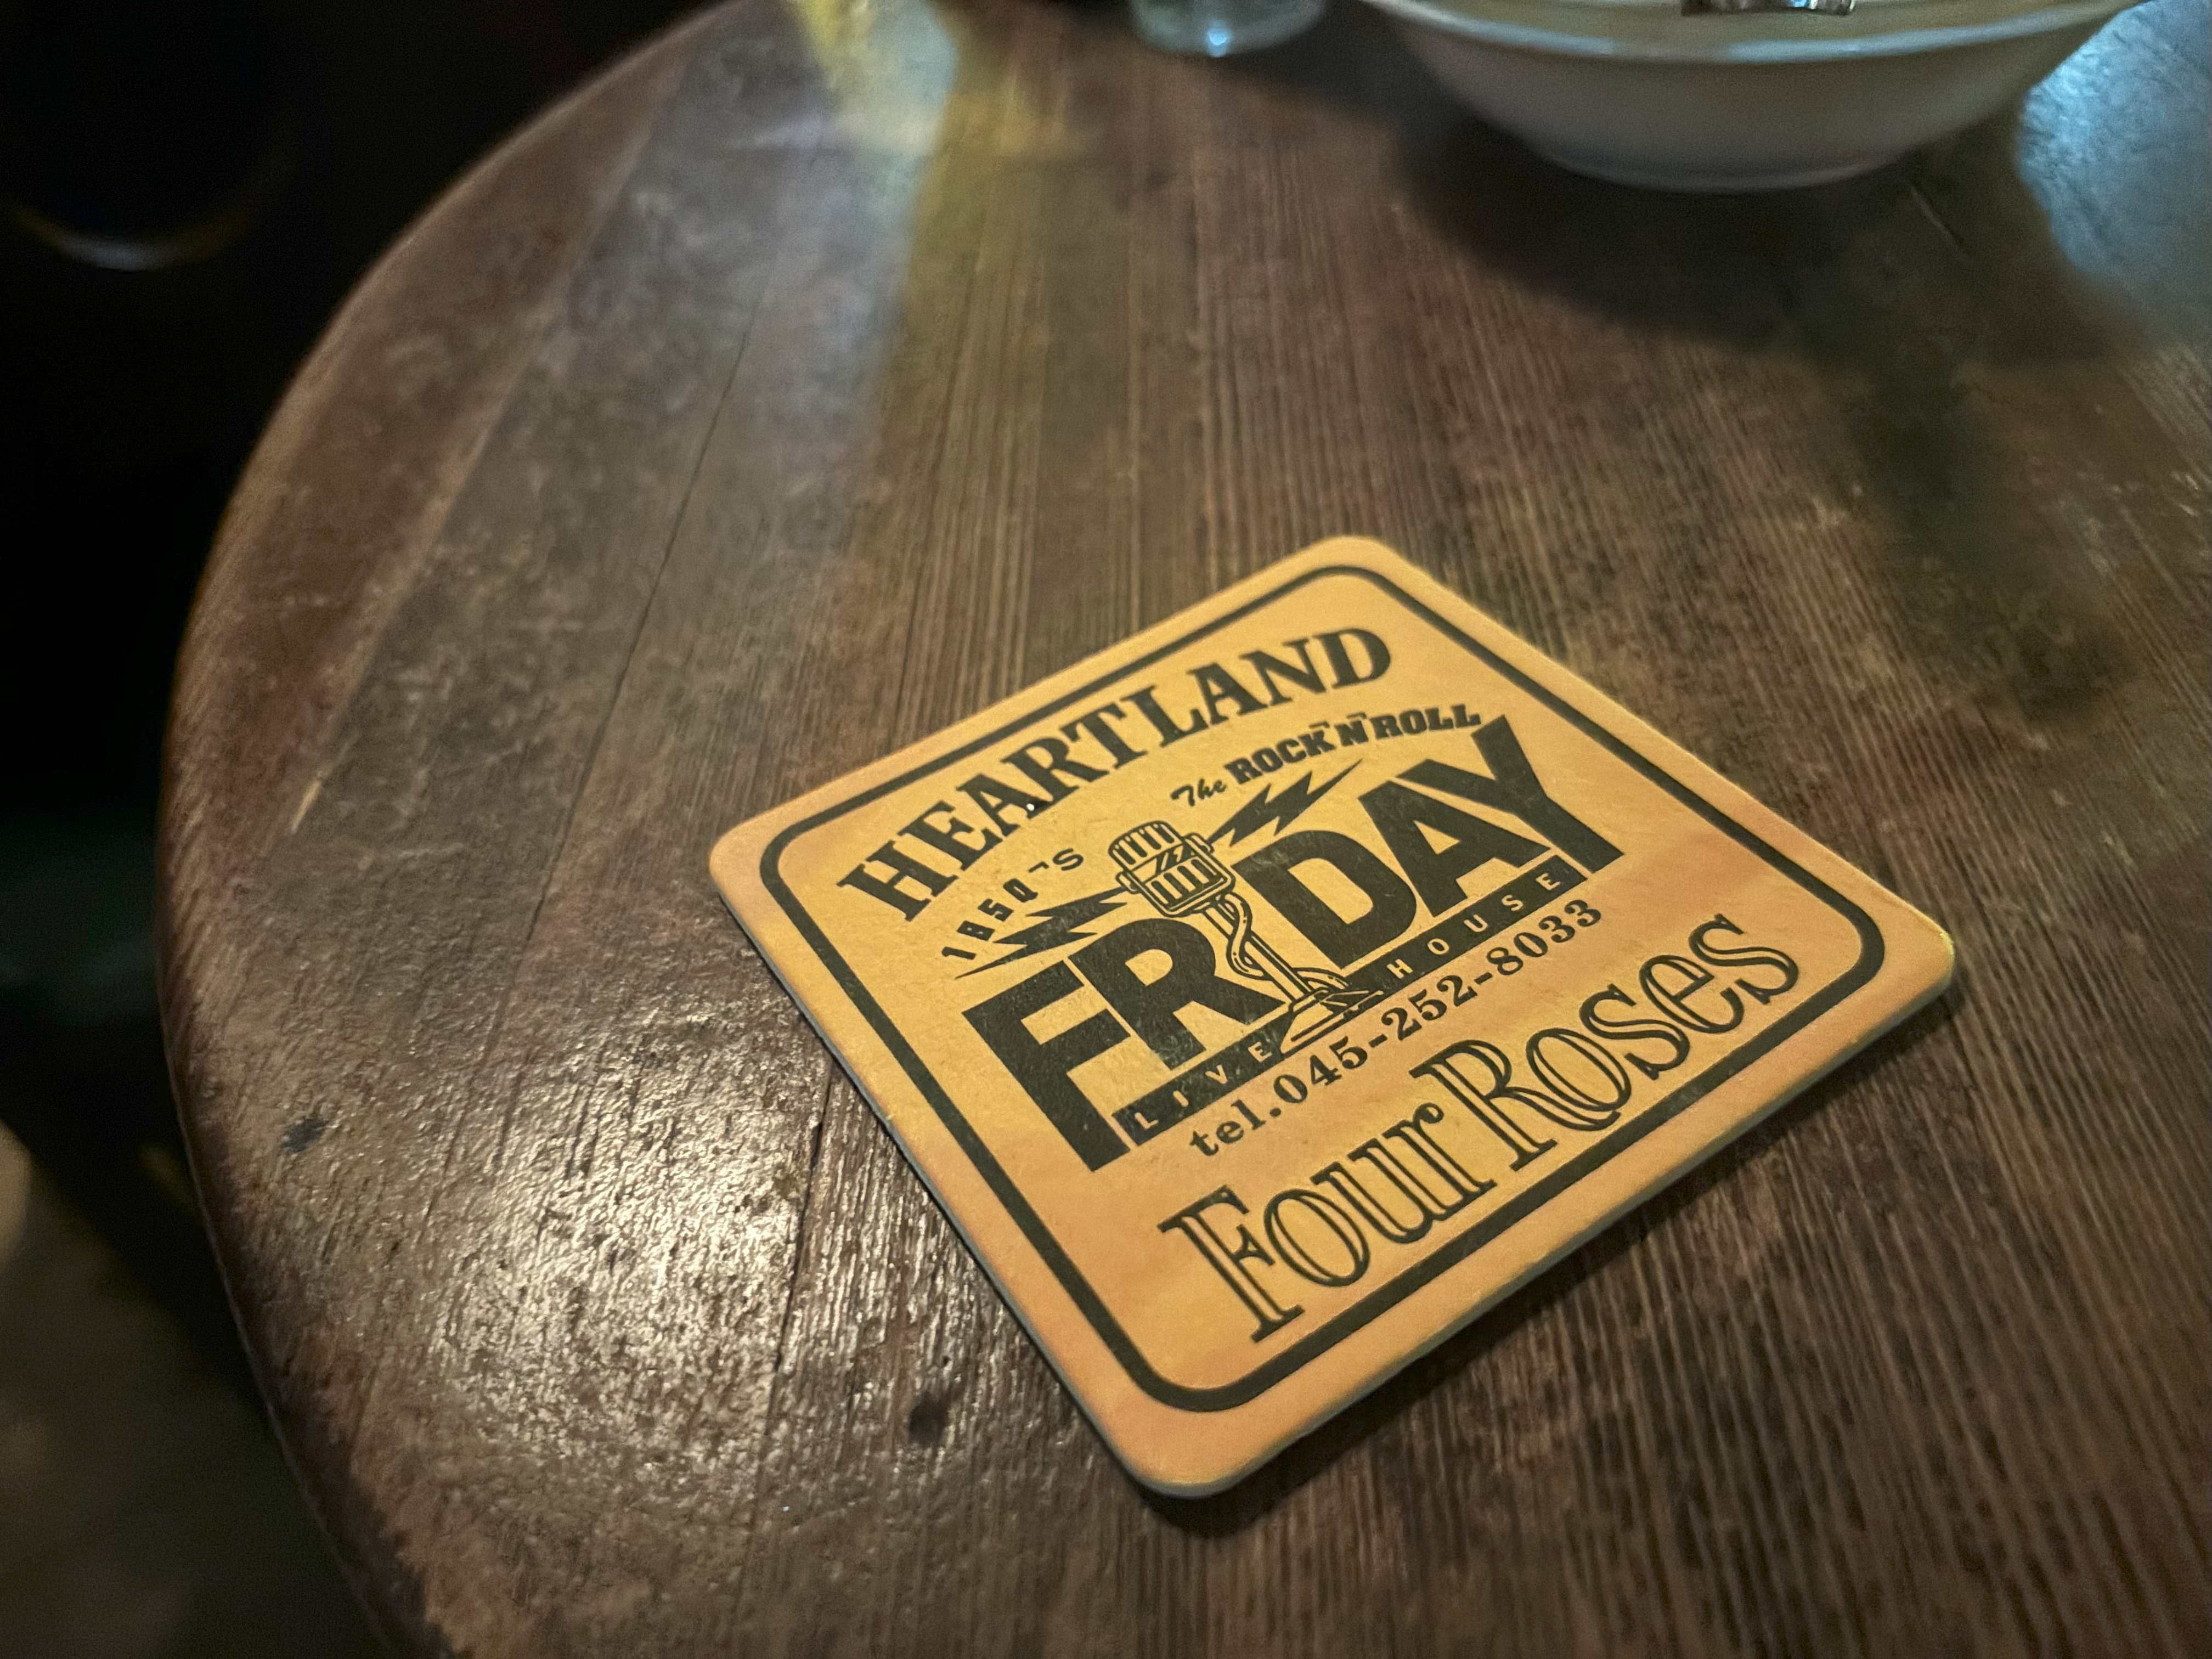 HEARTLAND
1950'S
The ROCK'N'ROLL
FRIDAY
LIVE HOUSE
tel.045-252-8033
Four Roses